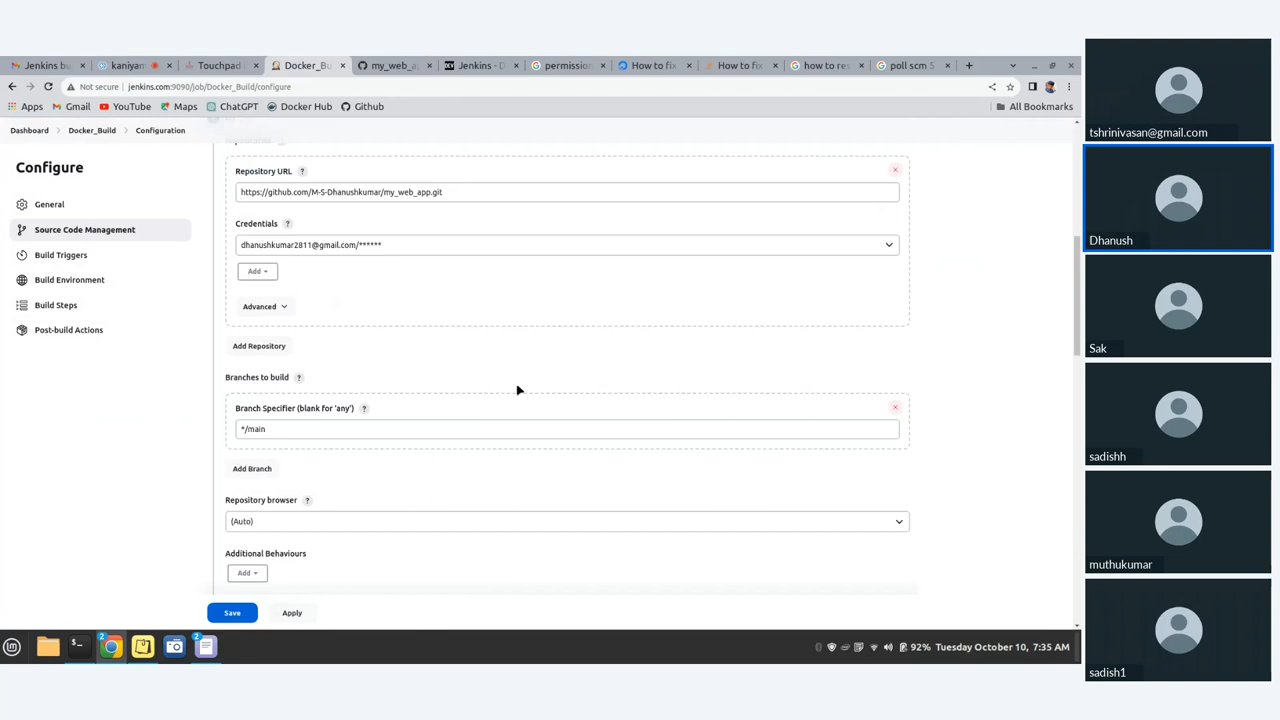 Jenkins bu
kaniyam
Touchpad
Docker_Bu
my_web_a
Jenkins - D
permission
How to fix
How to fix
how to res
poll scm S
Not secure jenkins.com:9090/job/Docker_Build/configure
Apps Gmail YouTube Maps ChatGPT Docker Hub Github All Bookmarks
Dashboard Docker_Build Configuration
Configure
General
Source Code Management
Build Triggers
Build Environment
Build Steps
Post-build Actions
Repository URL ?
https://github.com/M-S-Dhanushkumar/my_web_app.git
Credentials ?
dhanushkumar2811@gmail.com/******
Add
Advanced
Add Repository
Branches to build ?
Branch Specifier (blank for 'any') ?
*/main
Add Branch
Repository browser ?
(Auto)
Additional Behaviours
Add
Save Apply
92% Tuesday October 10, 7:35 AM
tshrinivasan@gmail.com
Dhanush
Sak
sadishh
muthukumar
sadish1